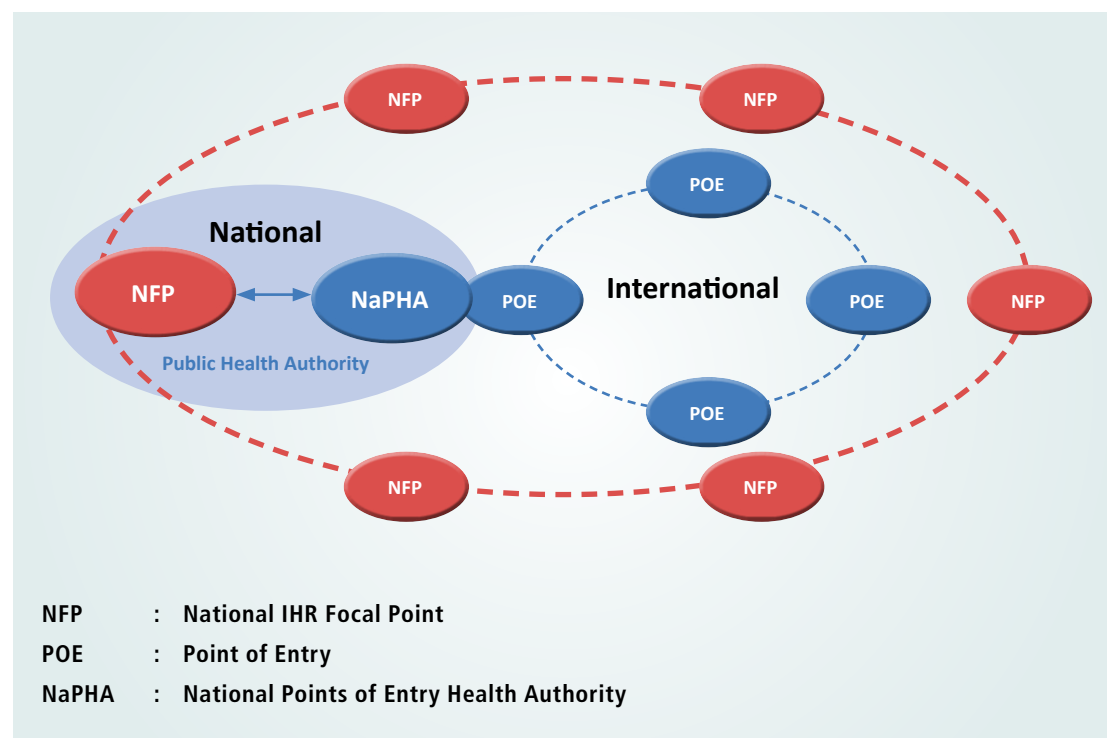 NFP
NFP
POE
National
NFP
NaPHA
POE
International
POE
NFP
Public Health Authority
POE
NFP
NFP
NFP : National IHR Focal Point
POE : Point of Entry
NaPHA : National Points of Entry Health Authority